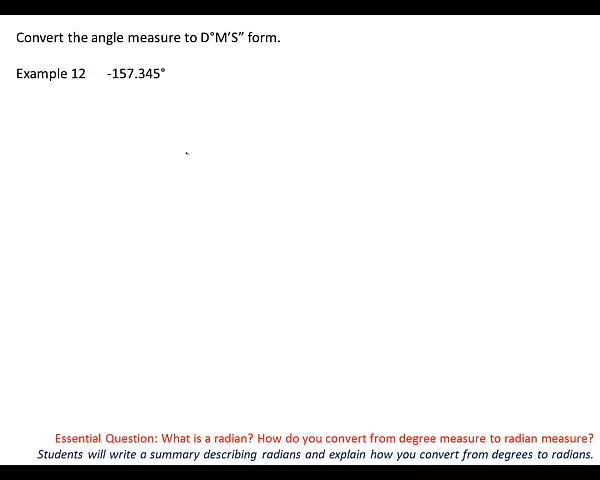 Convert the angle measure to D°M’S” form.
Example 12 -157.345°
Essential Question: What is a radian? How do you convert from degree measure to radian measure?
Students will write a summary describing radians and explain how you convert from degrees to radians.